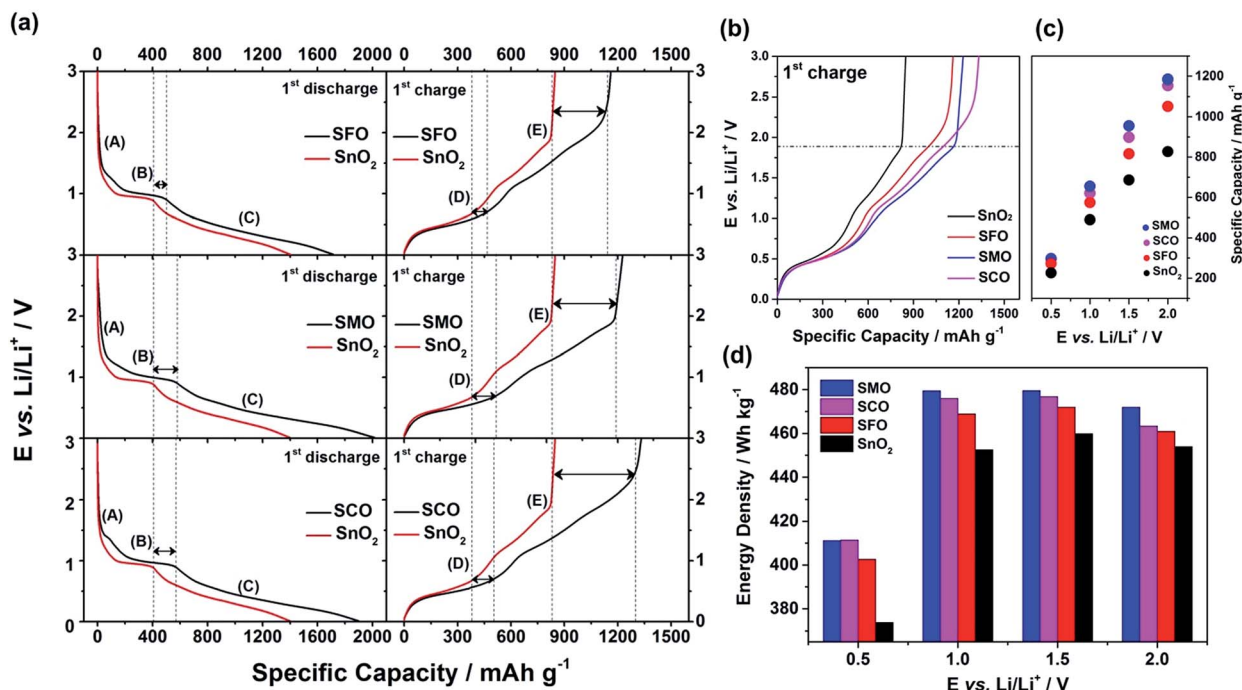 (a)
0 400 800 1200 1600 2000
0 300 600 900 1200 1500
3
2
1
3
2
1
3
2
1
0
1st discharge
SFO
SnO2
(A)
(B)
(C)
1st charge
SFO
SnO2
(D)
(E)
3
2
1
3
2
1
3
2
1
0
1st discharge
SMO
SnO2
(A)
(B)
(C)
1st charge
SMO
SnO2
(D)
(E)
1st discharge
SCO
SnO2
(A)
(B)
(C)
1st charge
SCO
SnO2
(D)
(E)
0 400 800 1200 1600 2000
0 300 600 900 1200 1500
E vs. Li/Li+ / V
Specific Capacity / mAh g-1
(b)
1st charge
3.0
2.5
2.0
1.5
1.0
0.5
0.0
SnO2
SFO
SMO
SCO
0 300 600 900 1200
E vs. Li/Li+ / V
Specific Capacity / mAh g-1
(c)
1200
1000
800
600
400
200
SMO
SCO
SFO
SnO2
0.5 1.0 1.5 2.0
E vs. Li/Li+ / V
Specific Capacity / mAh g-1
(d)
480
460
440
420
400
380
SMO
SCO
SFO
SnO2
0.5 1.0 1.5 2.0
Energy Density / Wh kg-1
E vs. Li/Li+ / V